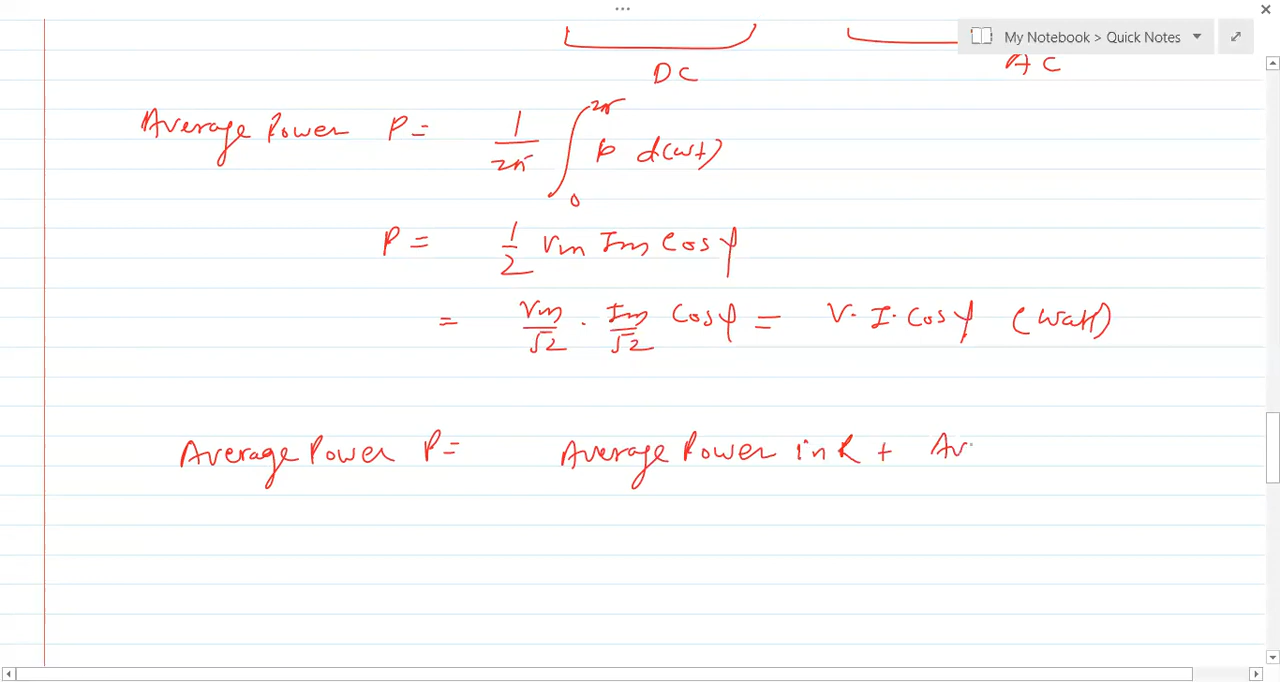 My Notebook > Quick Notes
DC AC
Average Power P = 1/2π ∫₀^2π p d(ωt)
P = 1/2 Vm Im Cos φ
= Vm/√2 . Im/√2 Cos φ = V. I. Cos φ (Watt)
Average Power P = Average Power in R + Av